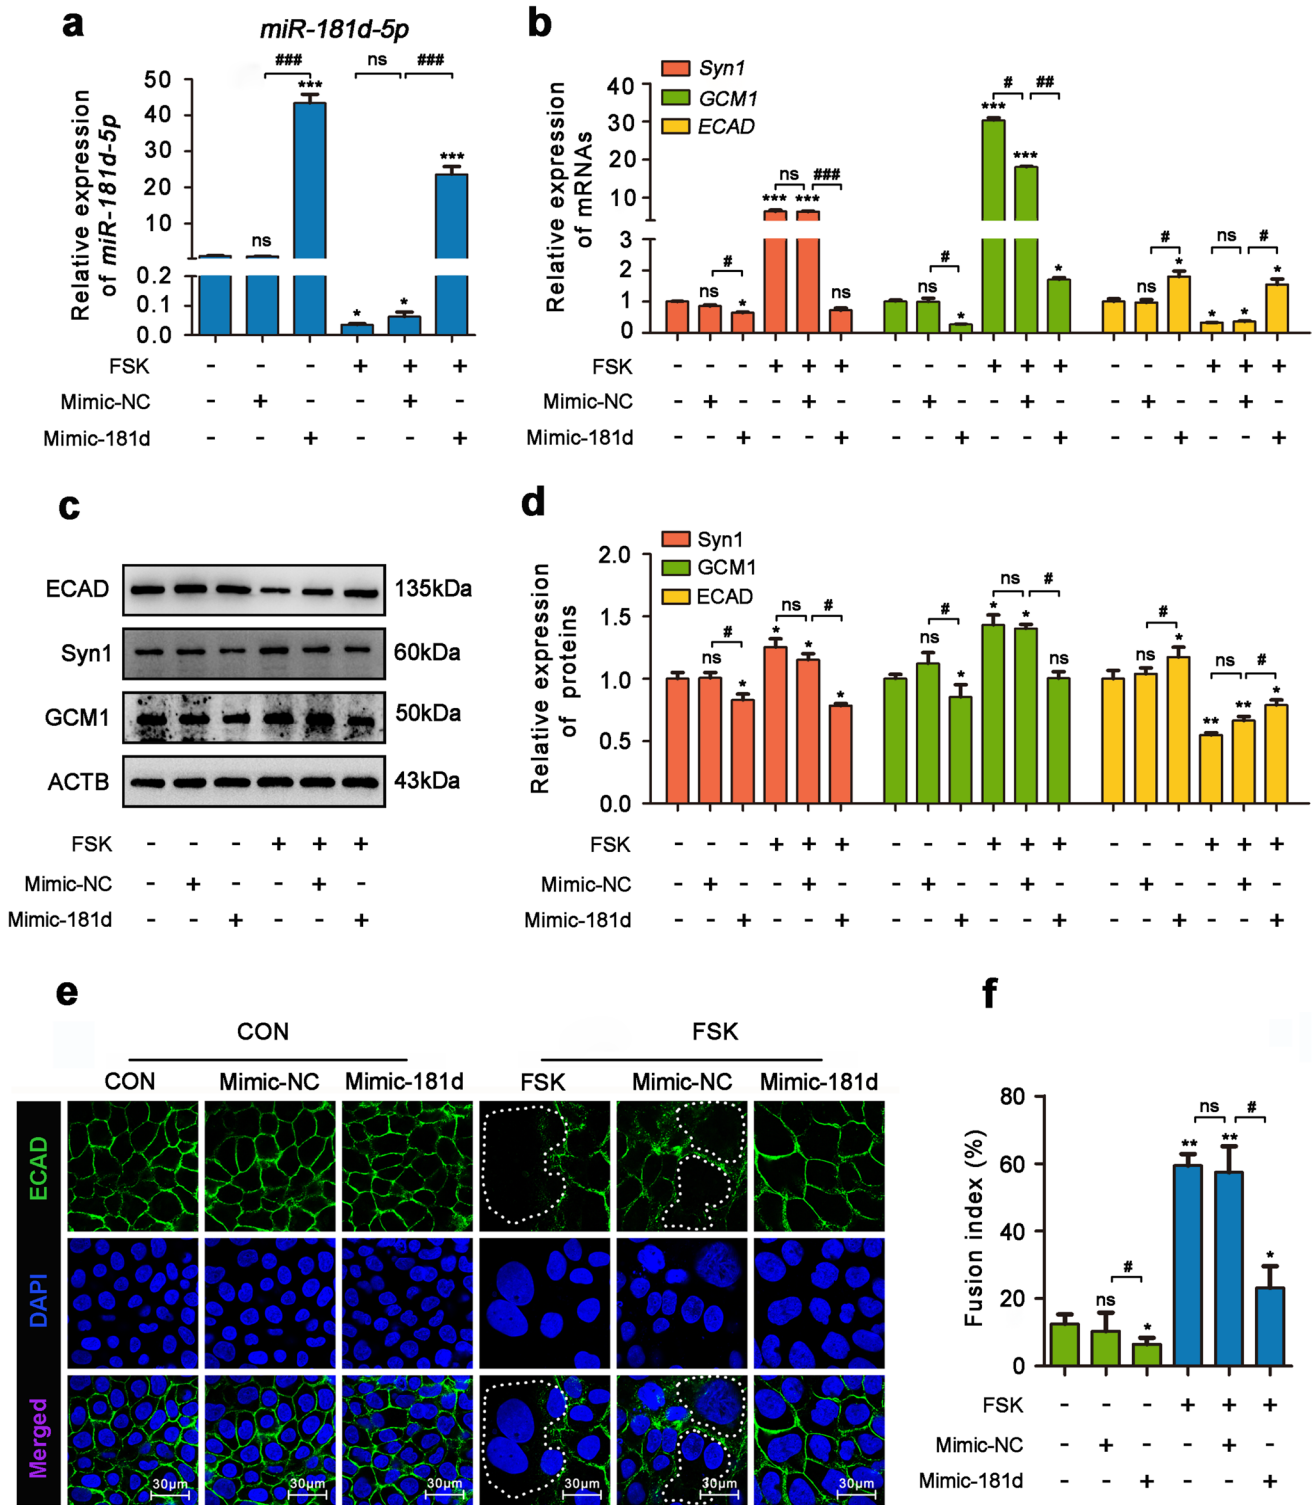 a
miR-181d-5p
### ns ###
Relative expression
of miR-181d-5p
50
40
30
20
10
0.2
0.1
0.0
ns *** * * ***
FSK - - - + + +
Mimic-NC - + - - + -
Mimic-181d - - + - - +
b
Syn1
GCM1
ECAD
Relative expression
of mRNAs
40
30
20
10
3
2
1
0
# ns ### # # ## # ns #
ns * *** *** ns ns * *** *** * ns * * * *
FSK - - - + + + - - - + + + - - - + + +
Mimic-NC - + - - + - - + - - + - - + - - + -
Mimic-181d - - + - - + - - + - - + - - + - - +
c
ECAD 135kDa
Syn1 60kDa
GCM1 50kDa
ACTB 43kDa
FSK - - - + + +
Mimic-NC - + - - + -
Mimic-181d - - + - - +
d
Syn1
GCM1
ECAD
Relative expression
of proteins
2.0
1.5
1.0
0.5
0.0
# ns # # ns # # ns #
ns * * * * ns * * * ns ns * ** ** *
FSK - - - + + + - - - + + + - - - + + +
Mimic-NC - + - - + - - + - - + - - + - - + -
Mimic-181d - - + - - + - - + - - + - - + - - +
e
CON FSK
CON Mimic-NC Mimic-181d FSK Mimic-NC Mimic-181d
ECAD
DAPI
Merged
30μm 30μm 30μm 30μm 30μm 30μm
f
Fusion index (%)
80
60
40
20
0
# ns #
ns * ** ** *
FSK - - - + + +
Mimic-NC - + - - + -
Mimic-181d - - + - - +